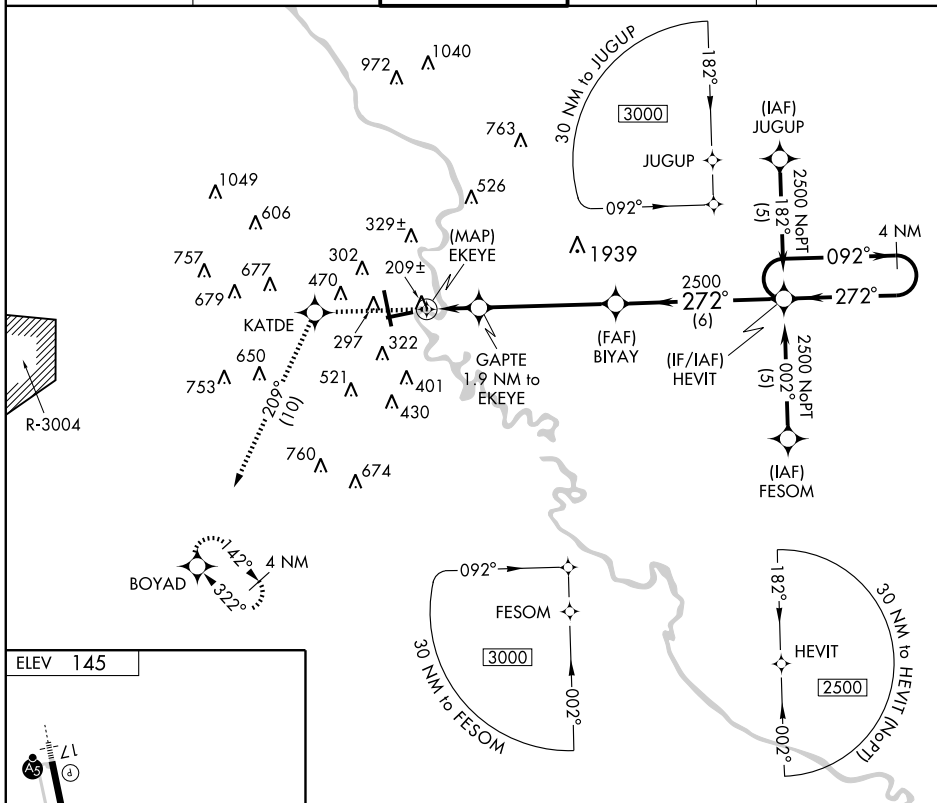 972
1040
763
526
1049
606
329±
757
679
677
302
470
209±
(MAP)
EKEYE
1939
KATDE
297
322
GAPTE
1.9 NM to
EKEYE
(FAF)
BIYAY
2500
272°
(6)
(IF/IAF)
HEVIT
(IAF)
JUGUP
2500 NoPT
182°
(5)
092°
4 NM
272°
2500 NoPT
002°
(5)
(IAF)
FESOM
30 NM to JUGUP
3000
182°
JUGUP
092°
R-3004
753
650
521
401
430
209°
(10)
760
674
BOYAD
142°
322°
4 NM
092°
FESOM
3000
002°
30 NM to FESOM
182°
HEVIT
2500
002°
30 NM to HEVIT (NoPT)
ELEV 145
17
A5
P